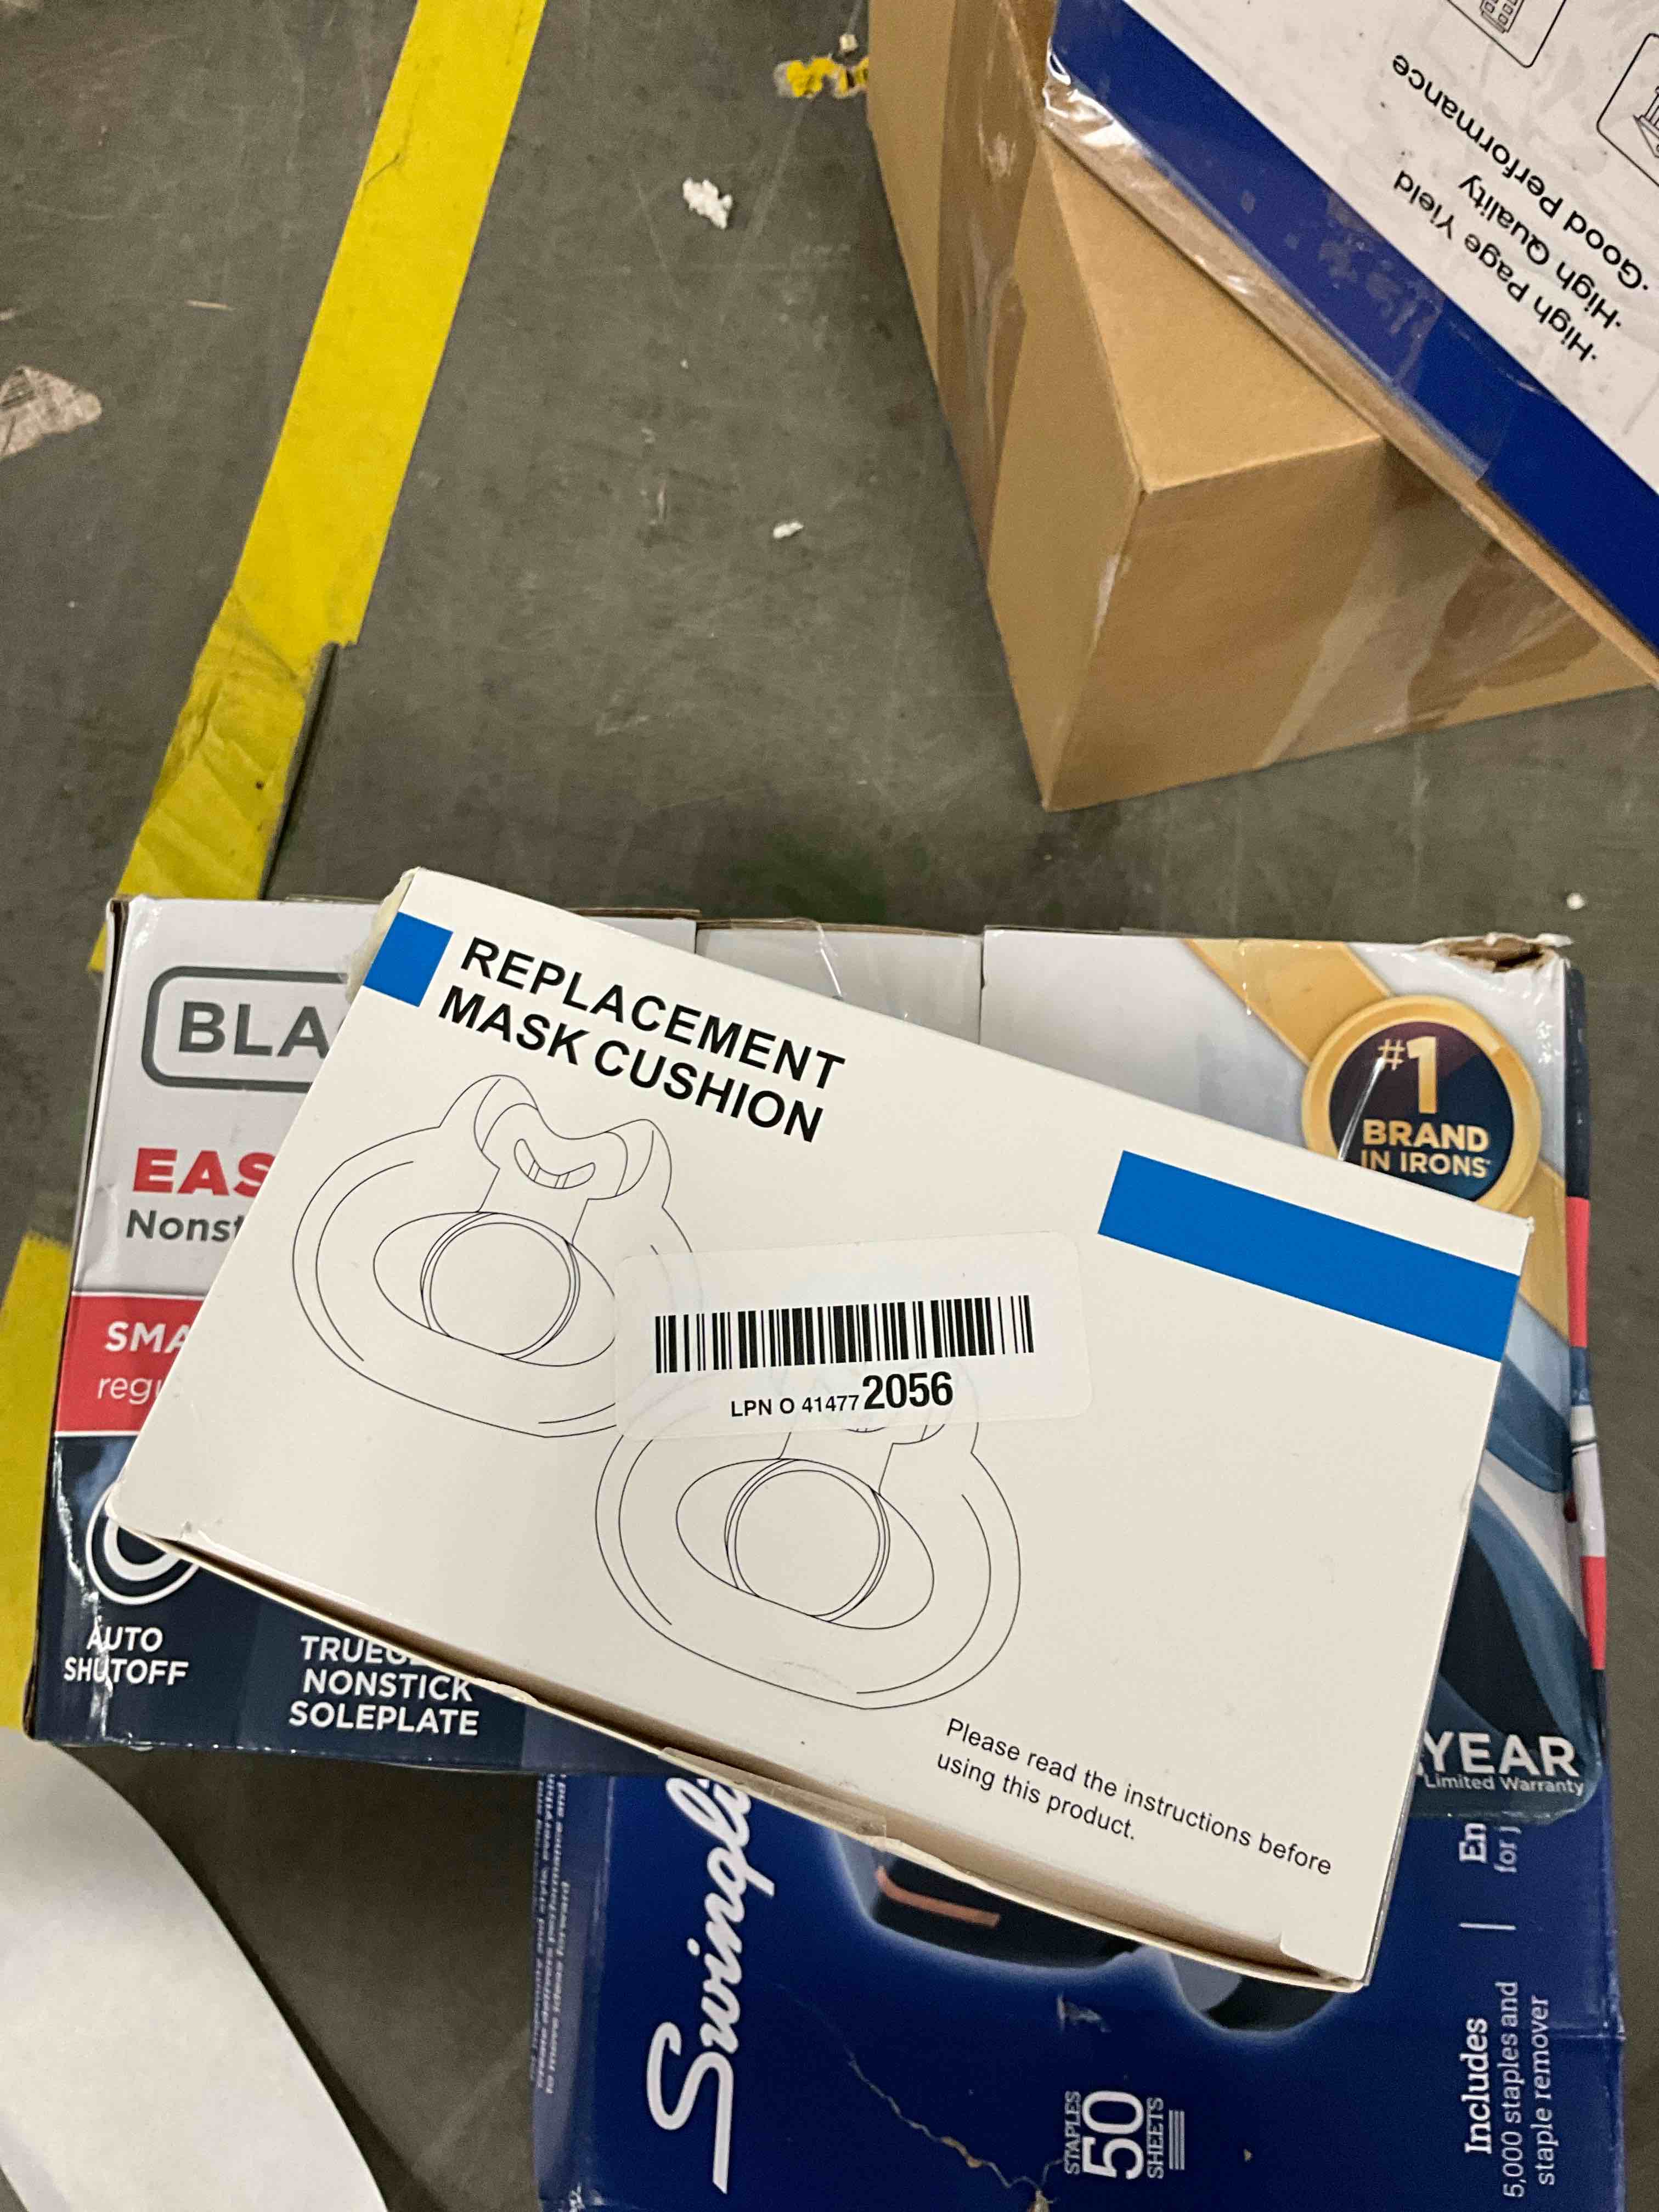 Good Performance
·High Quality
·High Page Yield
BLA
#1
BRAND
IN IRONS
EAS
Nonst
SMA
regu
AUTO
SHUTOFF
NONSTICK
SOLEPLATE
YEAR
Limited Warranty
REPLACEMENT
MASK CUSHION
LPN O 41477 2056
Please read the instructions before
using this product.
Swingli
STAPLES
50
SHEETS
En
for j
Includes
5,000 staples and
staple remover